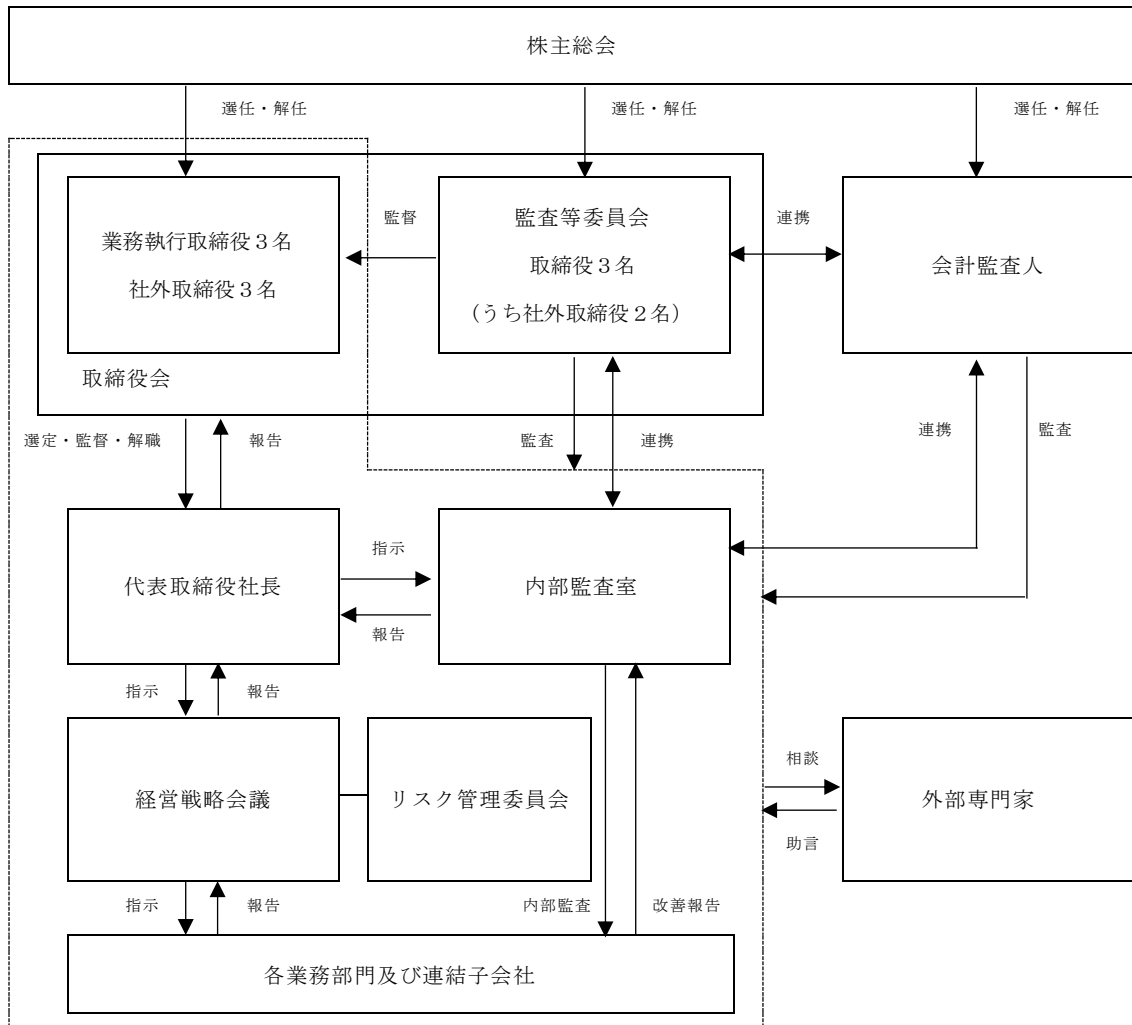 株主総会
選任・解任
選任・解任
選任・解任
業務執行取締役３名
社外取締役３名
監督
監査等委員会
取締役３名
（うち社外取締役２名）
連携
会計監査人
取締役会
選定・監督・解職
報告
監査
連携
連携
監査
代表取締役社長
指示
報告
内部監査室
指示
報告
経営戦略会議
リスク管理委員会
相談
助言
外部専門家
指示
報告
内部監査
改善報告
各業務部門及び連結子会社